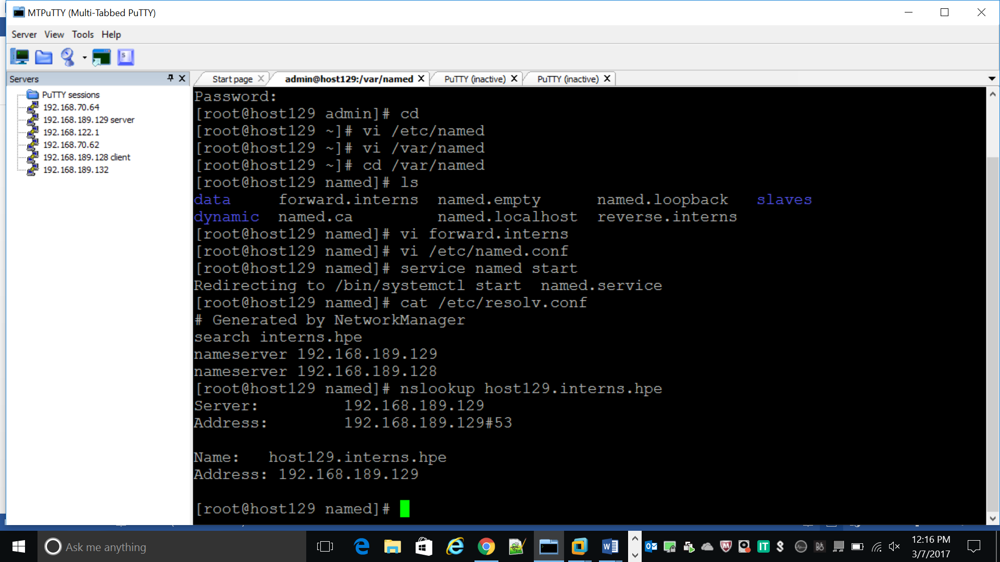 MTPuTTY (Multi-Tabbed PuTTY)
Server View Tools Help
Servers
PuTTY sessions
192.168.70.64
192.168.189.129 server
192.168.122.1
192.168.70.62
192.168.189.128 client
192.168.189.132
Start page admin@host129:/var/named PuTTY (inactive) PuTTY (inactive)
Password:
[root@host129 admin]# cd
[root@host129 ~]# vi /etc/named
[root@host129 ~]# vi /var/named
[root@host129 ~]# cd /var/named
[root@host129 named]# ls
data forward.interns named.empty named.loopback slaves
dynamic named.ca named.localhost reverse.interns
[root@host129 named]# vi forward.interns
[root@host129 named]# vi /etc/named.conf
[root@host129 named]# service named start
Redirecting to /bin/systemctl start  named.service
[root@host129 named]# cat /etc/resolv.conf
# Generated by NetworkManager
search interns.hpe
nameserver 192.168.189.129
nameserver 192.168.189.128
[root@host129 named]# nslookup host129.interns.hpe
Server: 192.168.189.129
Address: 192.168.189.129#53
Name: host129.interns.hpe
Address: 192.168.189.129
[root@host129 named]#
Ask me anything
12:16 PM
3/7/2017